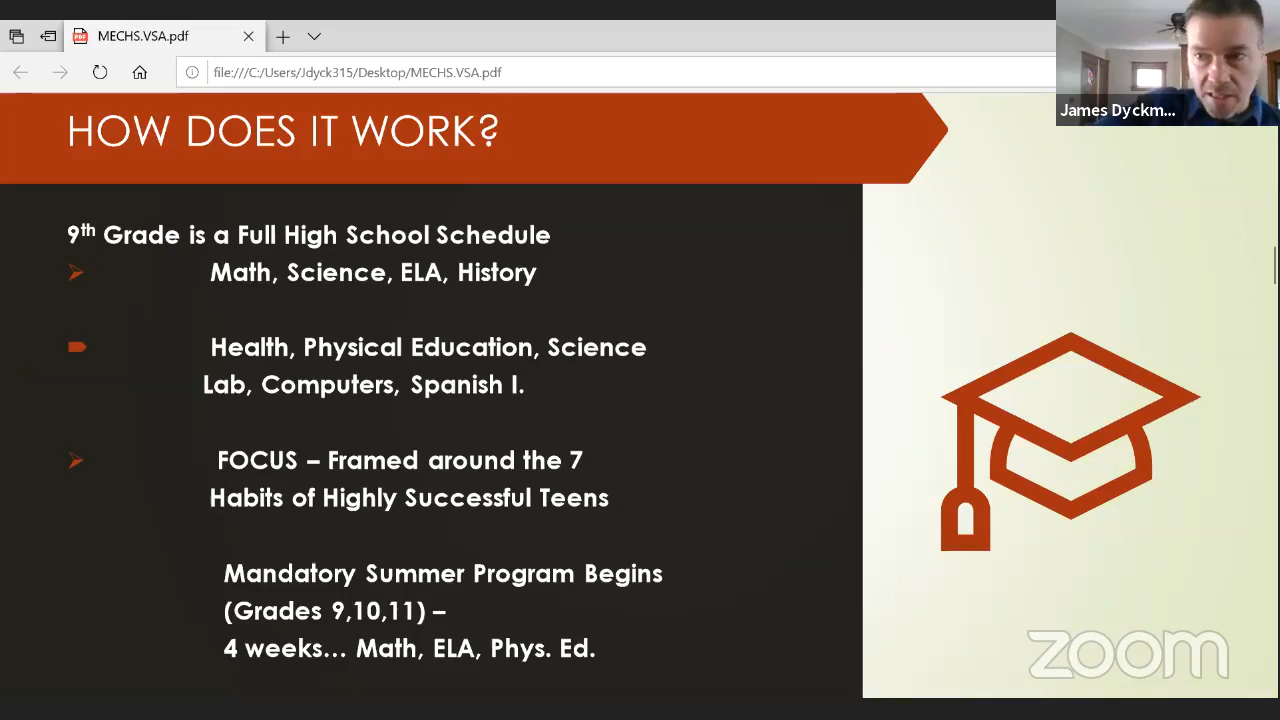 MECHS.VSA.pdf
file:///C:/Users/Jdyck315/Desktop/MECHS.VSA.pdf
James Dyckm...
HOW DOES IT WORK?
9th Grade is a Full High School Schedule
Math, Science, ELA, History
Health, Physical Education, Science
Lab, Computers, Spanish I.
FOCUS – Framed around the 7
Habits of Highly Successful Teens
Mandatory Summer Program Begins
(Grades 9,10,11) –
4 weeks... Math, ELA, Phys. Ed.
zoom